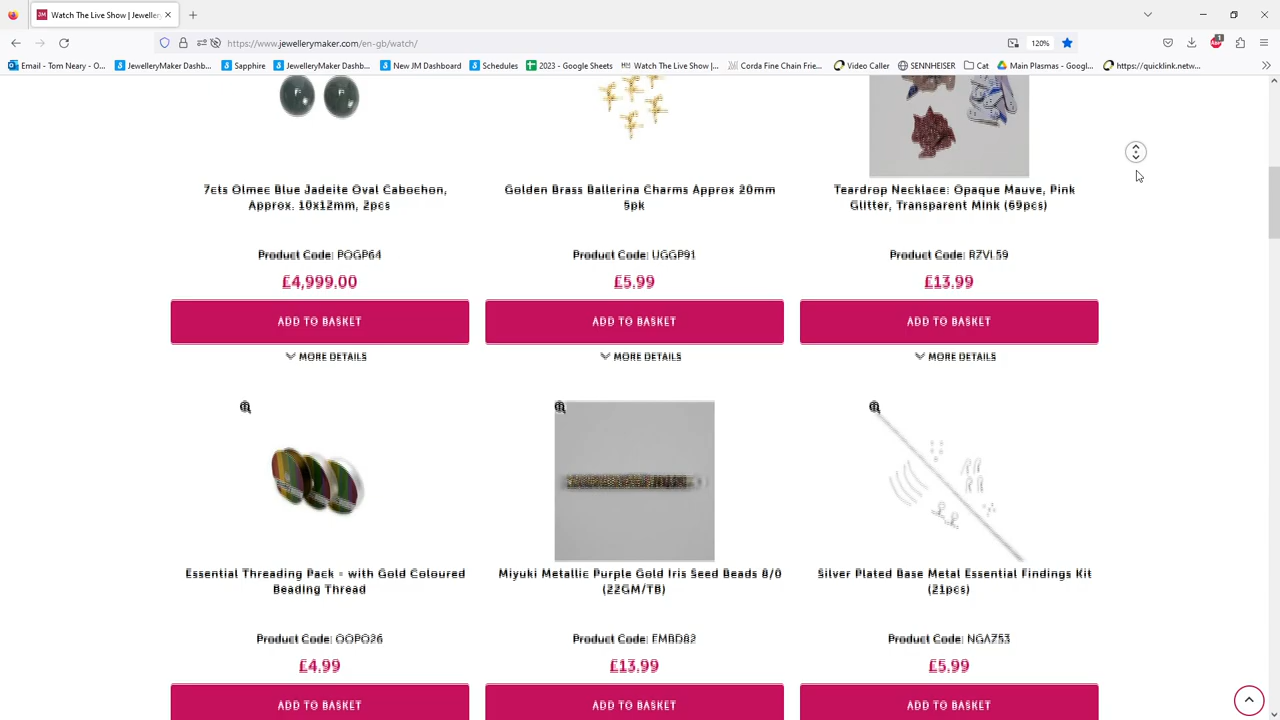 Watch The Live Show | Jeweller
https://www.jewellerymaker.com/en-gb/watch/
120%
1
Email - Tom Neary - O...
JewelleryMaker Dashb...
Sapphire
JewelleryMaker Dashb...
New JM Dashboard
Schedules
2023 - Google Sheets
Watch The Live Show |...
Corda Fine Chain Frie...
Video Caller
SENNHEISER
Cat
Main Plasmas - Googl...
https://quicklink.netw...
7cts Olmec Blue Jadeite Oval Cabochon,
Approx. 10x12mm, 2pcs
Product Code: POGP64
£4,999.00
ADD TO BASKET
MORE DETAILS
Golden Brass Ballerina Charms Approx 20mm
5pk
Product Code: UGGP91
£5.99
ADD TO BASKET
MORE DETAILS
Teardrop Necklace: Opaque Mauve, Pink
Glitter, Transparent Mink (69pcs)
Product Code: RZVL59
£13.99
ADD TO BASKET
MORE DETAILS
Essential Threading Pack - with Gold Coloured
Beading Thread
Product Code: OOPO26
£4.99
ADD TO BASKET
Miyuki Metallic Purple Gold Iris Seed Beads 8/0
(22GM/TB)
Product Code: EMBD82
£13.99
ADD TO BASKET
Silver Plated Base Metal Essential Findings Kit
(21pcs)
Product Code: NGAZ53
£5.99
ADD TO BASKET